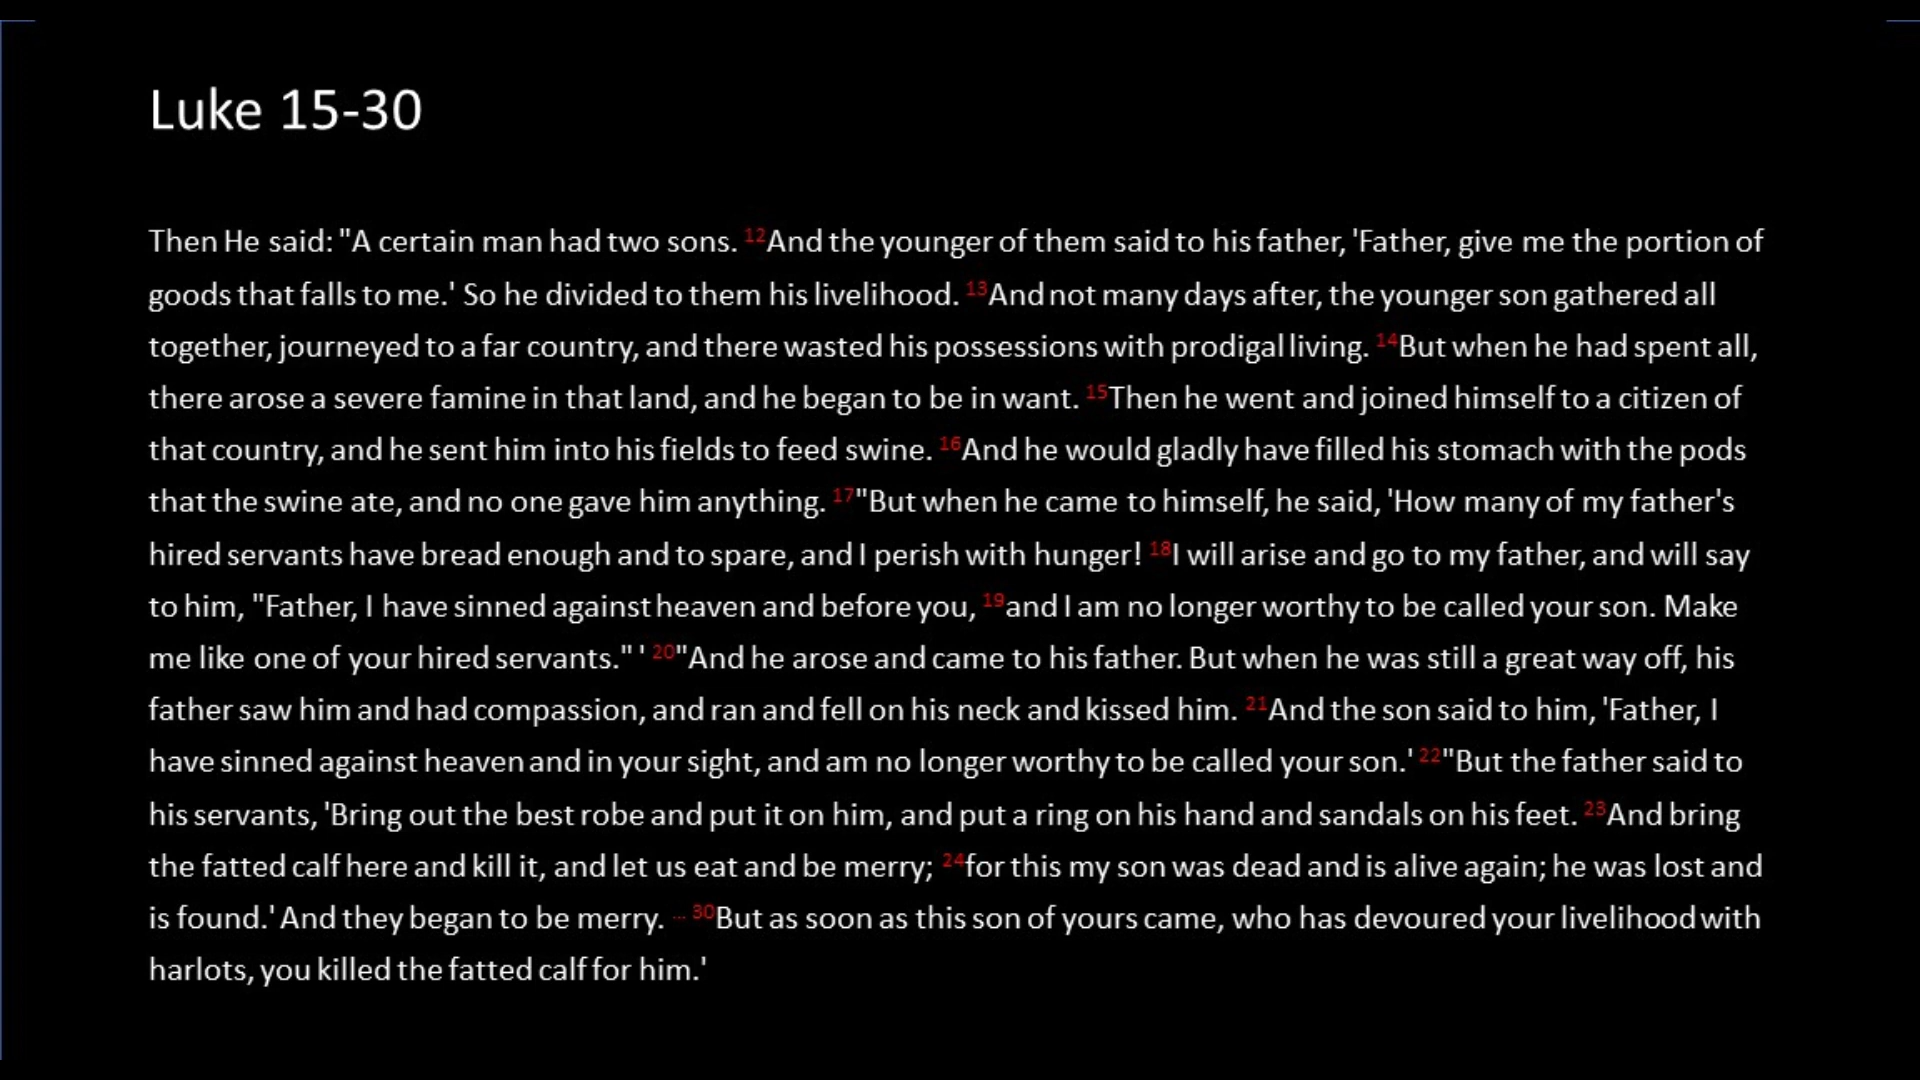 Luke 15-30
Then He said: "A certain man had two sons. 12And the younger of them said to his father, 'Father, give me the portion of
goods that falls to me.' So he divided to them his livelihood. 13And not many days after, the younger son gathered all
together, journeyed to a far country, and there wasted his possessions with prodigal living. 14But when he had spent all,
there arose a severe famine in that land, and he began to be in want. 15Then he went and joined himself to a citizen of
that country, and he sent him into his fields to feed swine. 16And he would gladly have filled his stomach with the pods
that the swine ate, and no one gave him anything. 17"But when he came to himself, he said, 'How many of my father's
hired servants have bread enough and to spare, and I perish with hunger! 18I will arise and go to my father, and will say
to him, "Father, I have sinned against heaven and before you, 19and I am no longer worthy to be called your son. Make
me like one of your hired servants." ' 20"And he arose and came to his father. But when he was still a great way off, his
father saw him and had compassion, and ran and fell on his neck and kissed him. 21And the son said to him, 'Father, I
have sinned against heaven and in your sight, and am no longer worthy to be called your son.' 22"But the father said to
his servants, 'Bring out the best robe and put it on him, and put a ring on his hand and sandals on his feet. 23And bring
the fatted calf here and kill it, and let us eat and be merry; 24for this my son was dead and is alive again; he was lost and
is found.' And they began to be merry. ... 30But as soon as this son of yours came, who has devoured your livelihood with
harlots, you killed the fatted calf for him.'